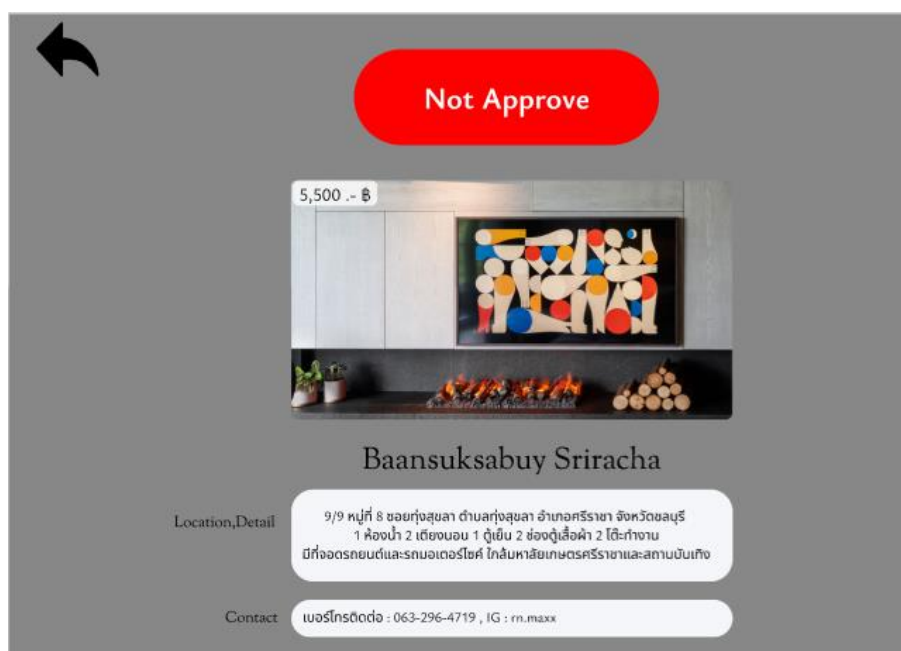 Not Approve
5,500 .- ฿
Baansuksabuy Sriracha
Location,Detail
9/9 หมู่ที่ 8 ซอยทุ่งสุขลา ตำบลทุ่งสุขลา อำเภอศรีราชา จังหวัดชลบุรี
1 ห้องน้ำ 2 เตียงนอน 1 ตู้เย็น 2 ช่องตู้เสื้อผ้า 2 โต๊ะทำงาน
มีที่จอดรถยนต์และรถมอเตอร์ไซค์ ใกล้มหาลัยเกษตรศรีราชาและสถานบันเทิง
Contact
เบอร์โทรติดต่อ : 063-296-4719 , IG : rn.maxx